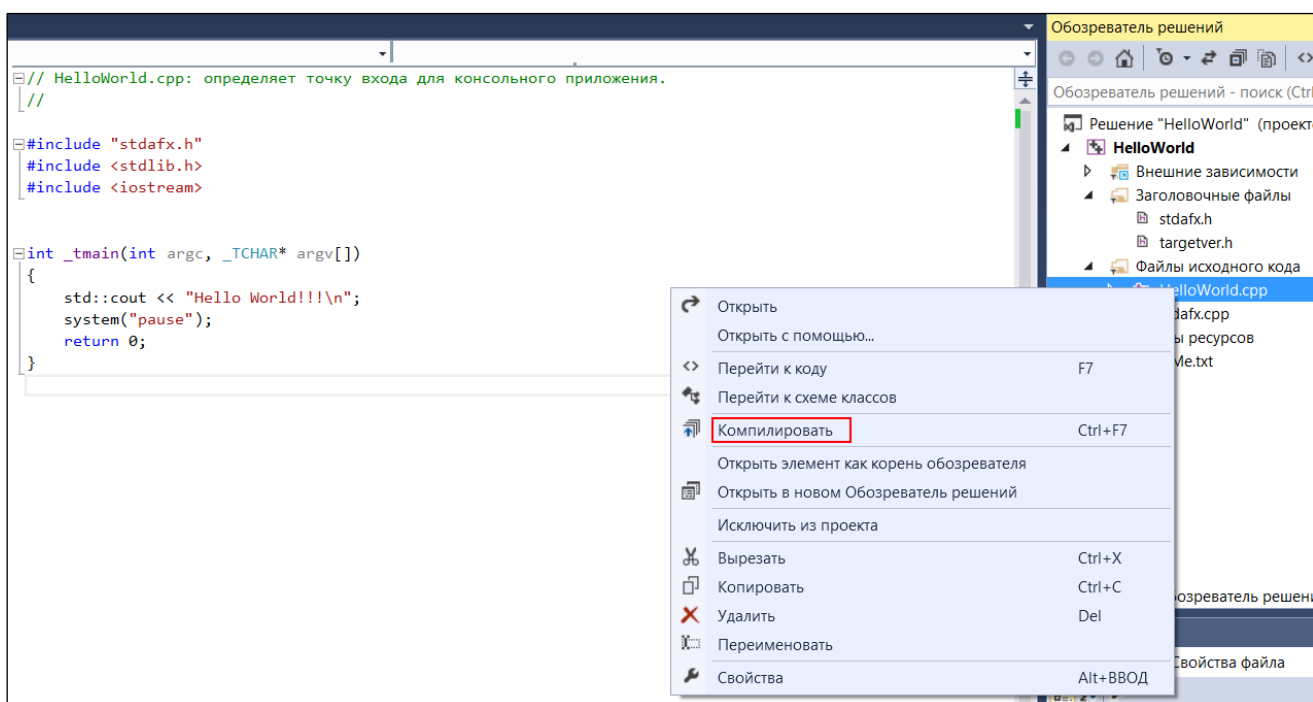 // HelloWorld.cpp: определяет точку входа для консольного приложения.
//
#include "stdafx.h"
#include <stdlib.h>
#include <iostream>
int _tmain(int argc, _TCHAR* argv[])
{
std::cout << "Hello World!!!\n";
system("pause");
return 0;
}
Обозреватель решений
Обозреватель решений - поиск (Ctrl
Решение "HelloWorld" (проект
HelloWorld
Внешние зависимости
Заголовочные файлы
stdafx.h
targetver.h
Файлы исходного кода
HelloWorld.cpp
dafx.cpp
ы ресурсов
Me.txt
Открыть
Открыть с помощью...
Перейти к коду F7
Перейти к схеме классов
Компилировать Ctrl+F7
Открыть элемент как корень обозревателя
Открыть в новом Обозреватель решений
Исключить из проекта
Вырезать Ctrl+X
Копировать Ctrl+C
Удалить Del
Переименовать
Свойства Alt+ВВОД
озреватель решени
Свойства файла